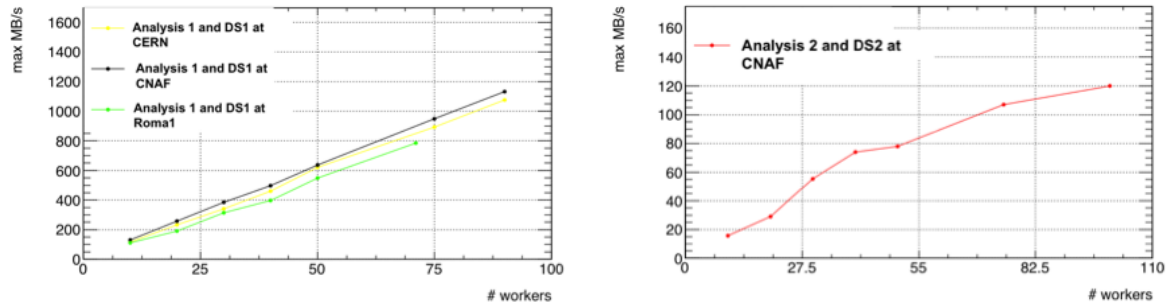 max MB/s
1600
1400
1200
1000
800
600
400
200
0
0
25
50
75
100
# workers
Analysis 1 and DS1 at
CERN
Analysis 1 and DS1 at
CNAF
Analysis 1 and DS1 at
Roma1
max MB/s
160
140
120
100
80
60
40
20
0
0
27.5
55
82.5
110
# workers
Analysis 2 and DS2 at
CNAF